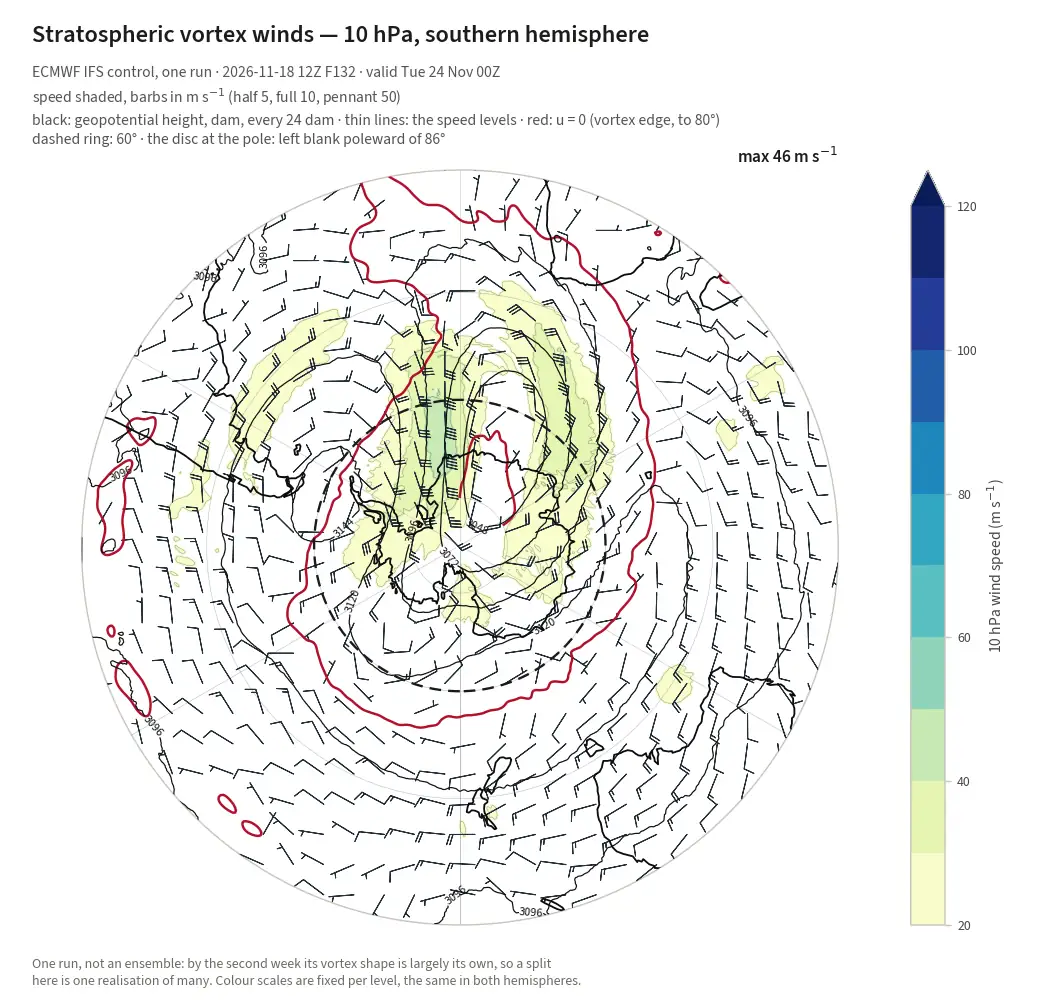 Stratospheric vortex winds — 10 hPa, southern hemisphere
ECMWF IFS control, one run · 2026-11-18 12Z F132 · valid Tue 24 Nov 00Z
speed shaded, barbs in m s⁻¹ (half 5, full 10, pennant 50)
black: geopotential height, dam, every 24 dam · thin lines: the speed levels · red: u = 0 (vortex edge, to 80°)
dashed ring: 60° · the disc at the pole: left blank poleward of 86°
max 46 m s⁻¹
120
100
80
60
40
20
10 hPa wind speed (m s⁻¹)
3096
3096
3096
3096
3144
3096
3048
3072
3120
3120
3096
3096
3096
One run, not an ensemble: by the second week its vortex shape is largely its own, so a split
here is one realisation of many. Colour scales are fixed per level, the same in both hemispheres.